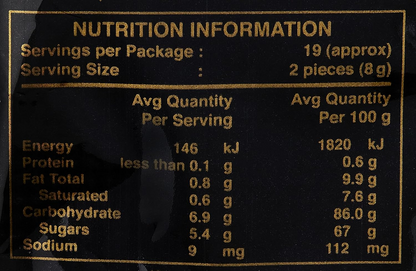 NUTRITION INFORMATION
Servings per Package : 19 (approx)
Serving Size : 2 pieces (8 g)
Avg Quantity Avg Quantity
Per Serving Per 100 g
Energy 146 kJ 1820 kJ
Protein less than 0.1 g 0.6 g
Fat Total 0.8 g 9.9 g
Saturated 0.6 g 7.6 g
Carbohydrate 6.9 g 86.0 g
Sugars 5.4 g 67 g
Sodium 9 mg 112 mg